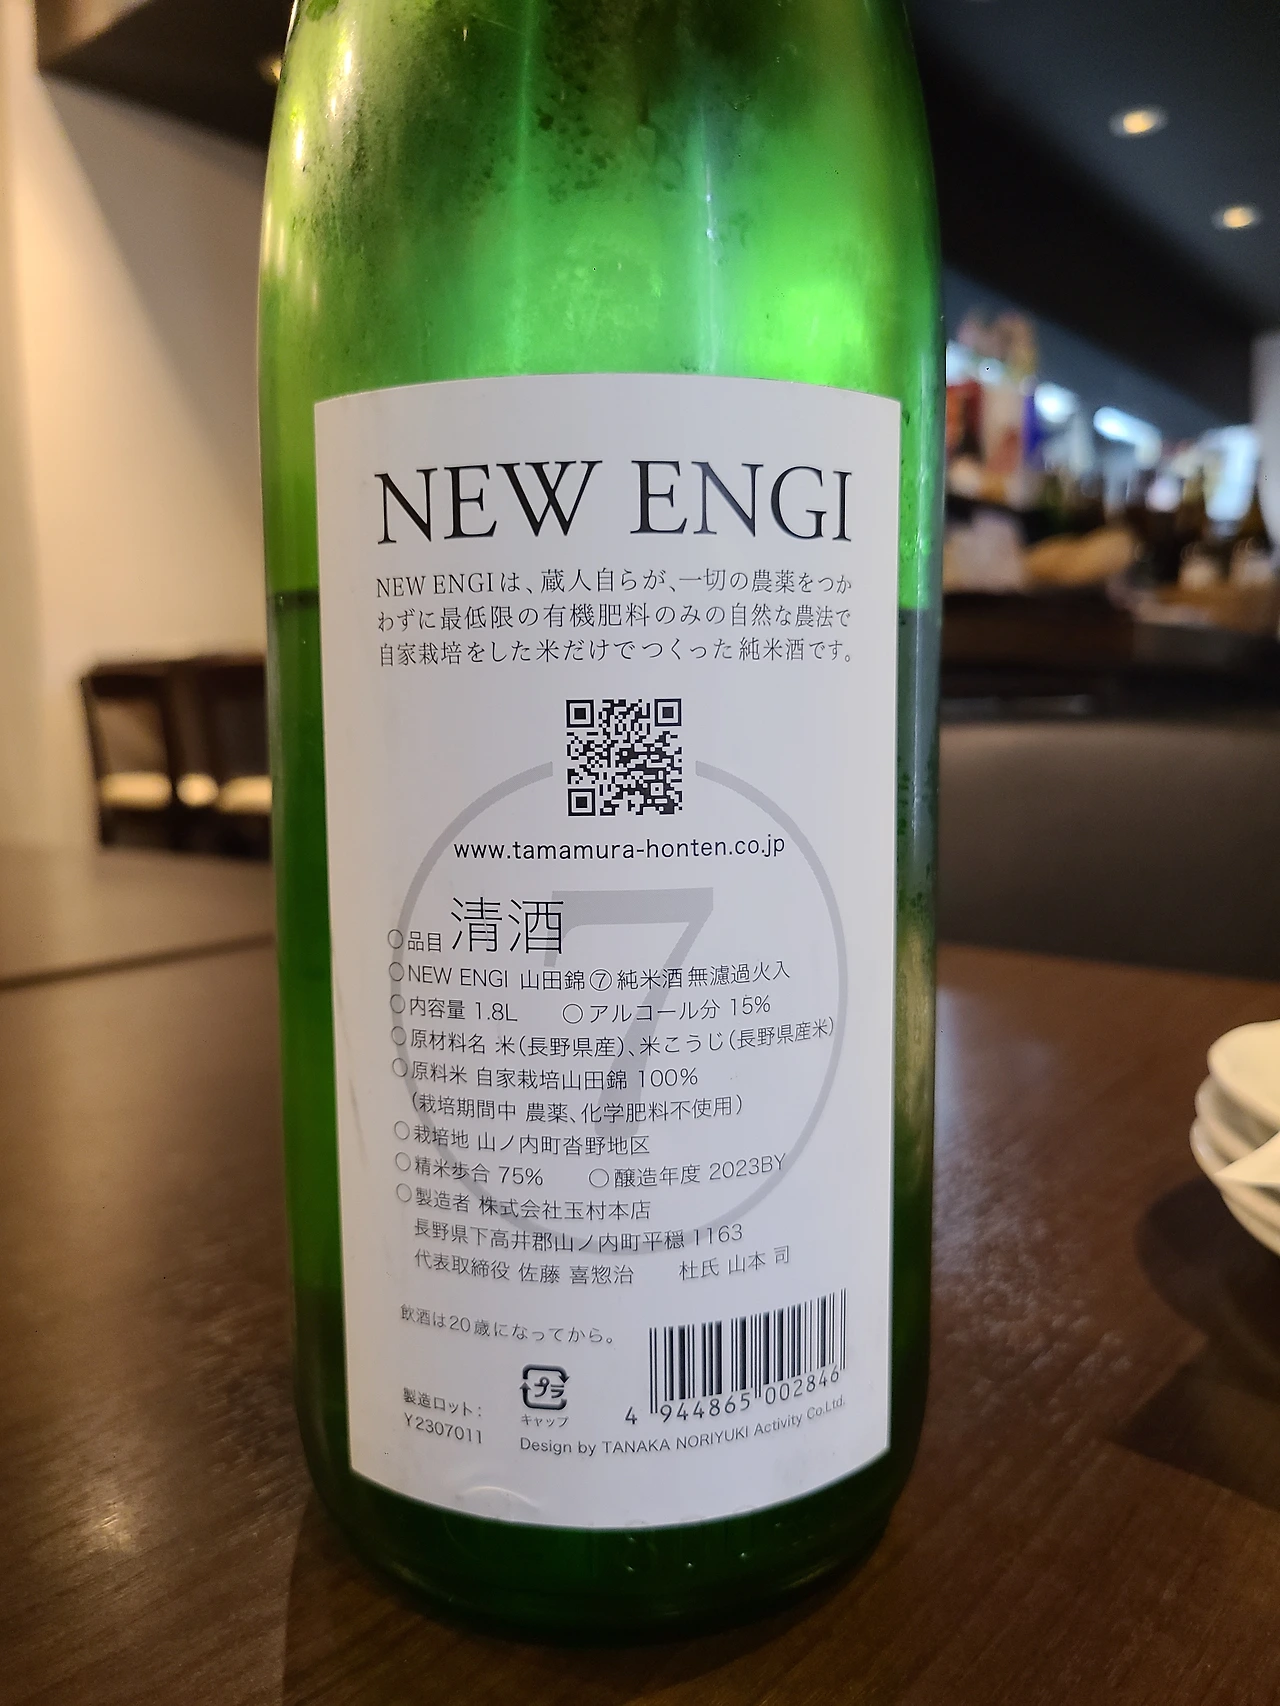 NEW ENGI
NEW ENGIは、蔵人自らが、一切の農薬をつか
わずに最低限の有機肥料のみの自然な農法で
自家栽培をした米だけでつくった純米酒です。
www.tamamura-honten.co.jp
7
○品目 清酒
○NEW ENGI 山田錦⑦純米酒 無濾過火入
○内容量 1.8L ○アルコール分 15%
○原材料名 米(長野県産)、米こうじ(長野県産米)
○原料米 自家栽培山田錦 100%
(栽培期間中 農薬、化学肥料不使用)
○栽培地 山ノ内町沓野地区
○精米歩合 75% ○醸造年度 2023BY
○製造者 株式会社玉村本店
長野県下高井郡山ノ内町平穏 1163
代表取締役 佐藤 喜惣治 杜氏 山本 司
飲酒は20歳になってから。
製造ロット:
Y2307011
プラ
キャップ
4 944865 002846
Design by TANAKA NORIYUKI Activity Co.Ltd.